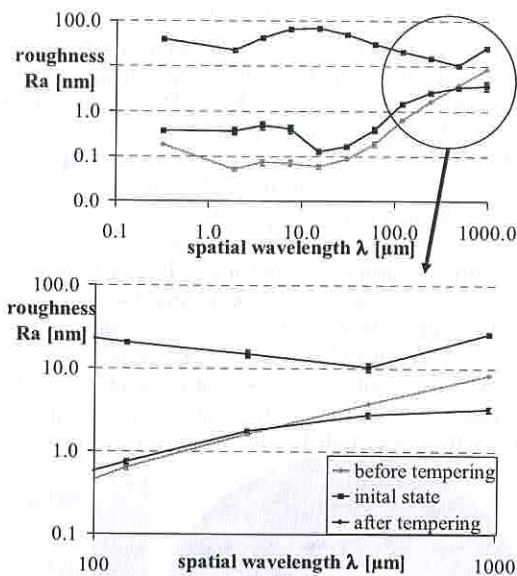 100.0
roughness
Ra [nm]
1.0
0.1
0.0
0.1 1.0 10.0 100.0 1000.0
spatial wavelength λ [µm]
100.0
roughness
Ra [nm]
10.0
1.0
0.1
before tempering
inital state
after tempering
100 1000
spatial wavelength λ [µm]